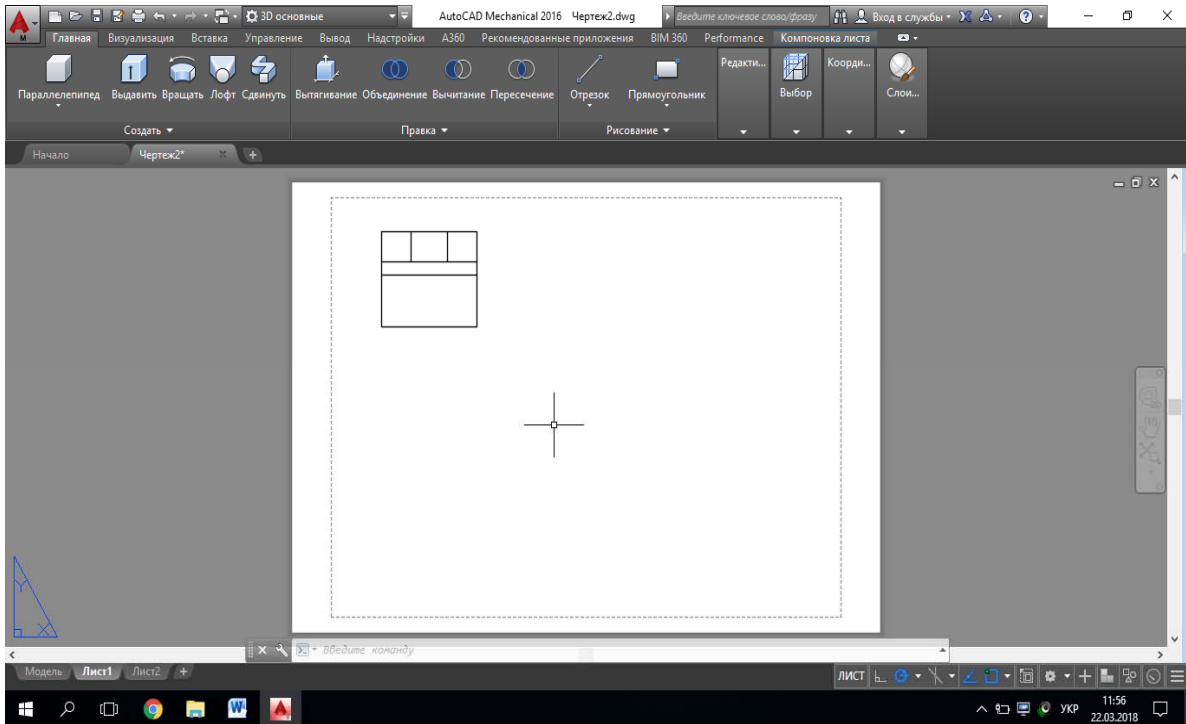 3D основные AutoCAD Mechanical 2016 Чертеж2.dwg Введите ключевое слово/фразу Вход в службы
M Главная Визуализация Вставка Управление Вывод Надстройки A360 Рекомендованные приложения BIM 360 Performance Компоновка листа
Параллелепипед Выдавить Вращать Лофт Сдвинуть Вытягивание Объединение Вычитание Пересечение Отрезок Прямоугольник Редакти... Выбор Коорди... Слои...
Создать Правка Рисование
Начало Чертеж2*
Y
X
Введите команду
Модель Лист1 Лист2 + ЛИСТ
УКР 11:56
22.03.2018